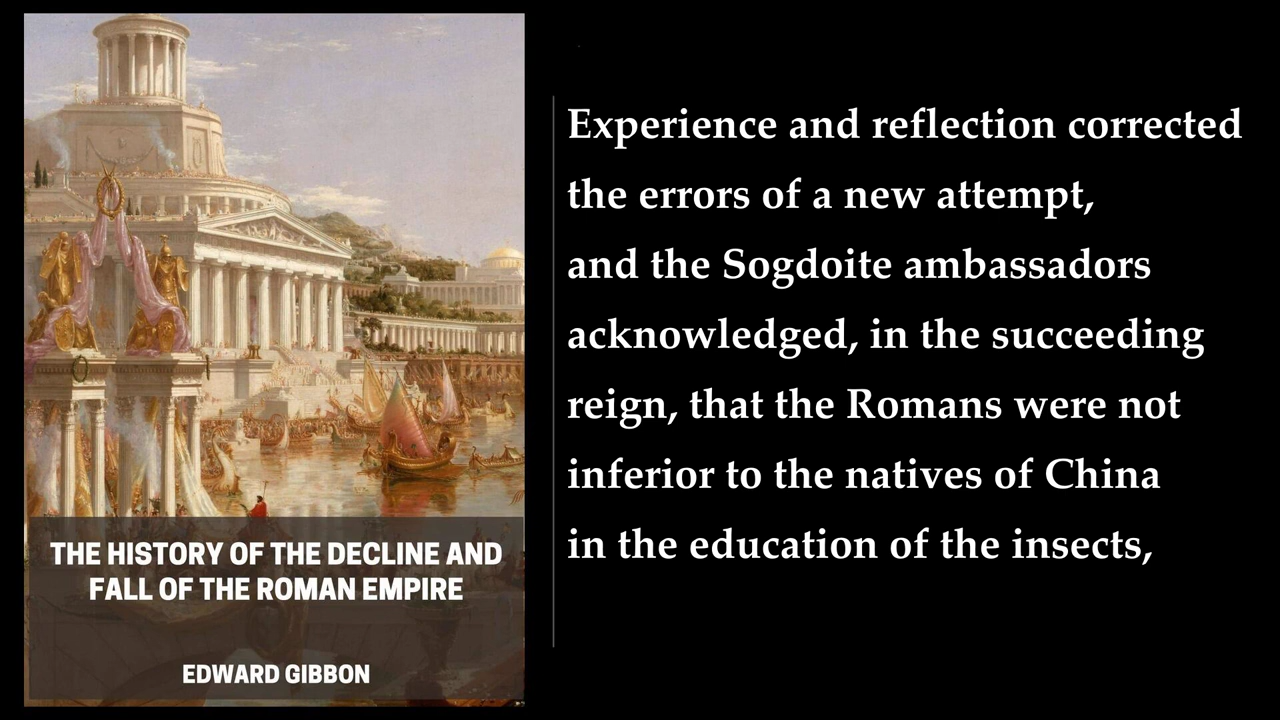 THE HISTORY OF THE DECLINE AND
FALL OF THE ROMAN EMPIRE
EDWARD GIBBON
Experience and reflection corrected
the errors of a new attempt,
and the Sogdoite ambassadors
acknowledged, in the succeeding
reign, that the Romans were not
inferior to the natives of China
in the education of the insects,